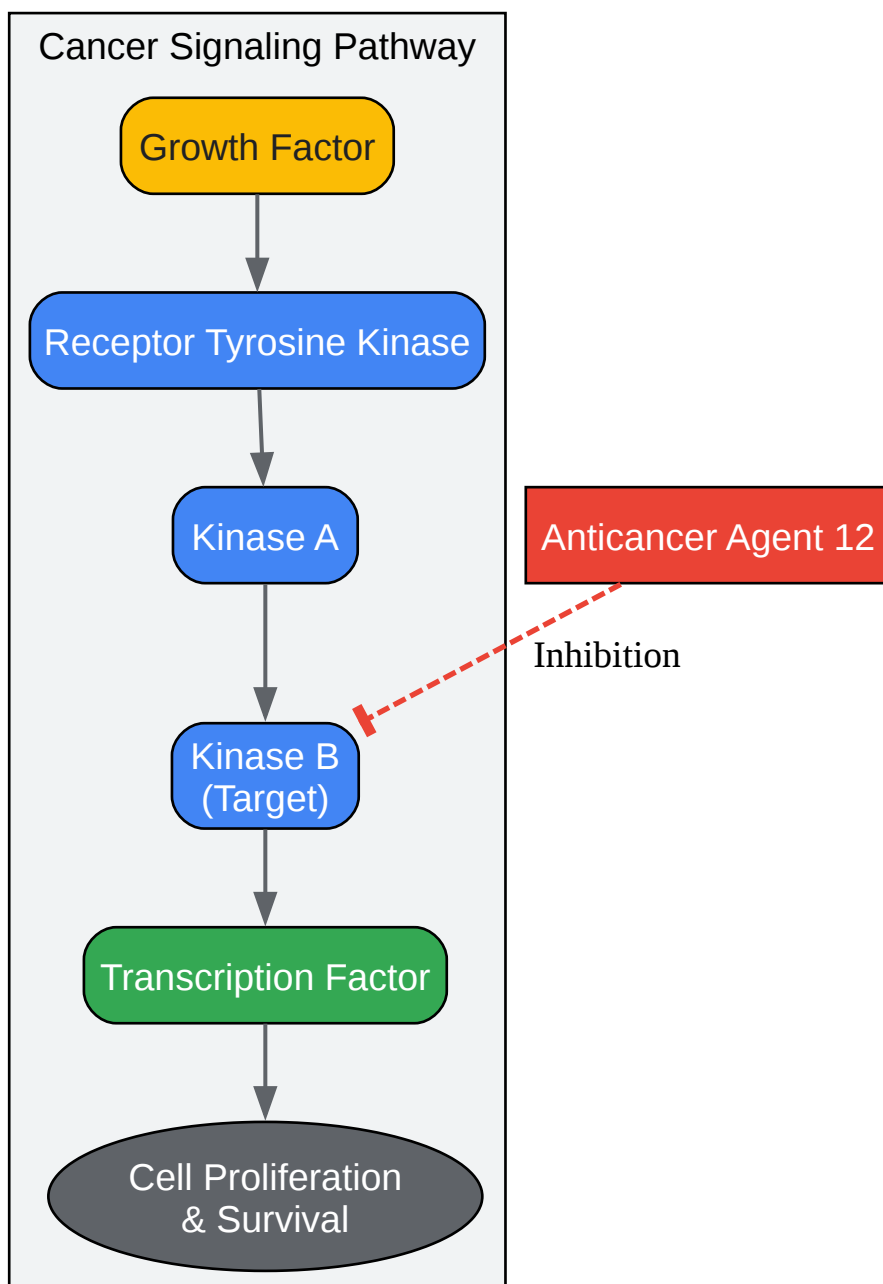 Cancer Signaling Pathway
Growth Factor
Receptor Tyrosine Kinase
Kinase A
Anticancer Agent 12
Inhibition
Kinase B
(Target)
Transcription Factor
Cell Proliferation
& Survival